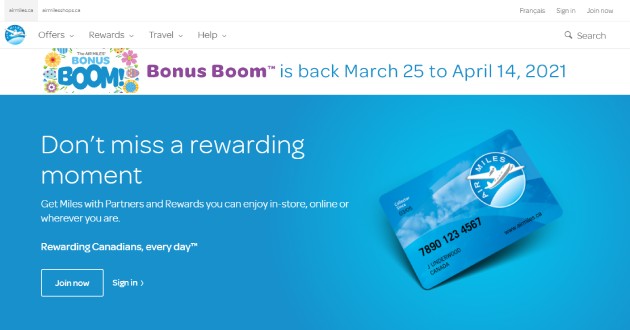 airmiles.ca airmilesshops.ca Français Sign in Join now
Offers Rewards Travel Help Search
The AIR MILES
BONUS
BOOM!
Bonus Boom™ is back March 25 to April 14, 2021
Don't miss a rewarding
moment
Get Miles with Partners and Rewards you can enjoy in-store, online or
wherever you are.
Rewarding Canadians, every day™
Join now Sign in
AIR MILES
Collector
7890 123 4567
www.airmiles.ca
J UNDERWOOD
CANADA